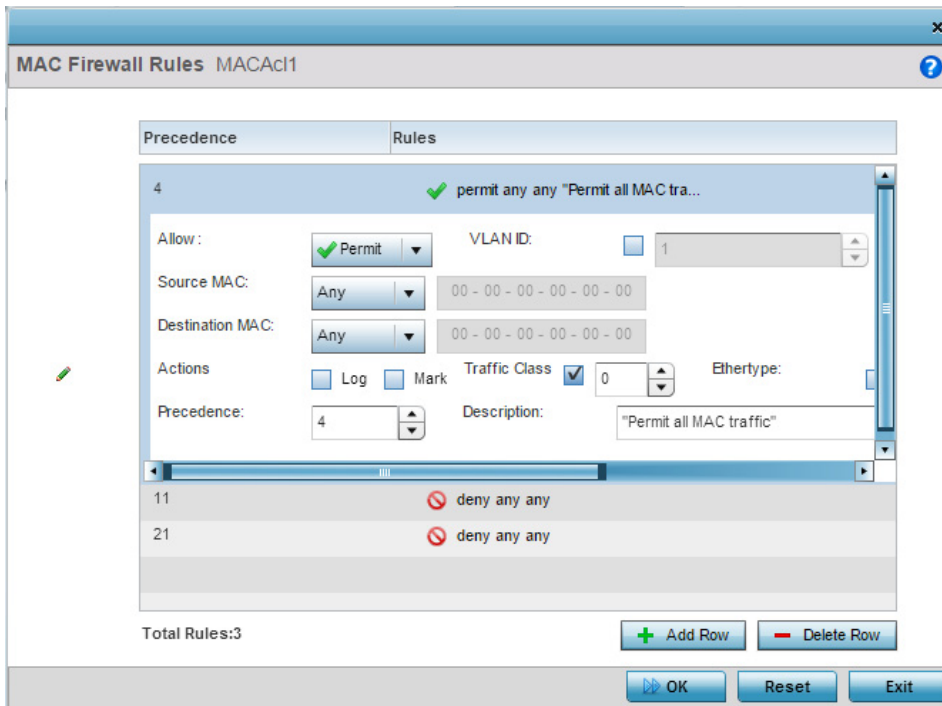 ×
MAC Firewall Rules MACAcl1
?
Precedence Rules
4 permit any any "Permit all MAC tra...
Allow : Permit VLAN ID: 1
Source MAC: Any 00 - 00 - 00 - 00 - 00 - 00
Destination MAC: Any 00 - 00 - 00 - 00 - 00 - 00
Actions Log Mark Traffic Class 0 Ethertype:
Precedence: 4 Description: "Permit all MAC traffic"
11 deny any any
21 deny any any
Total Rules:3 Add Row Delete Row
OK Reset Exit